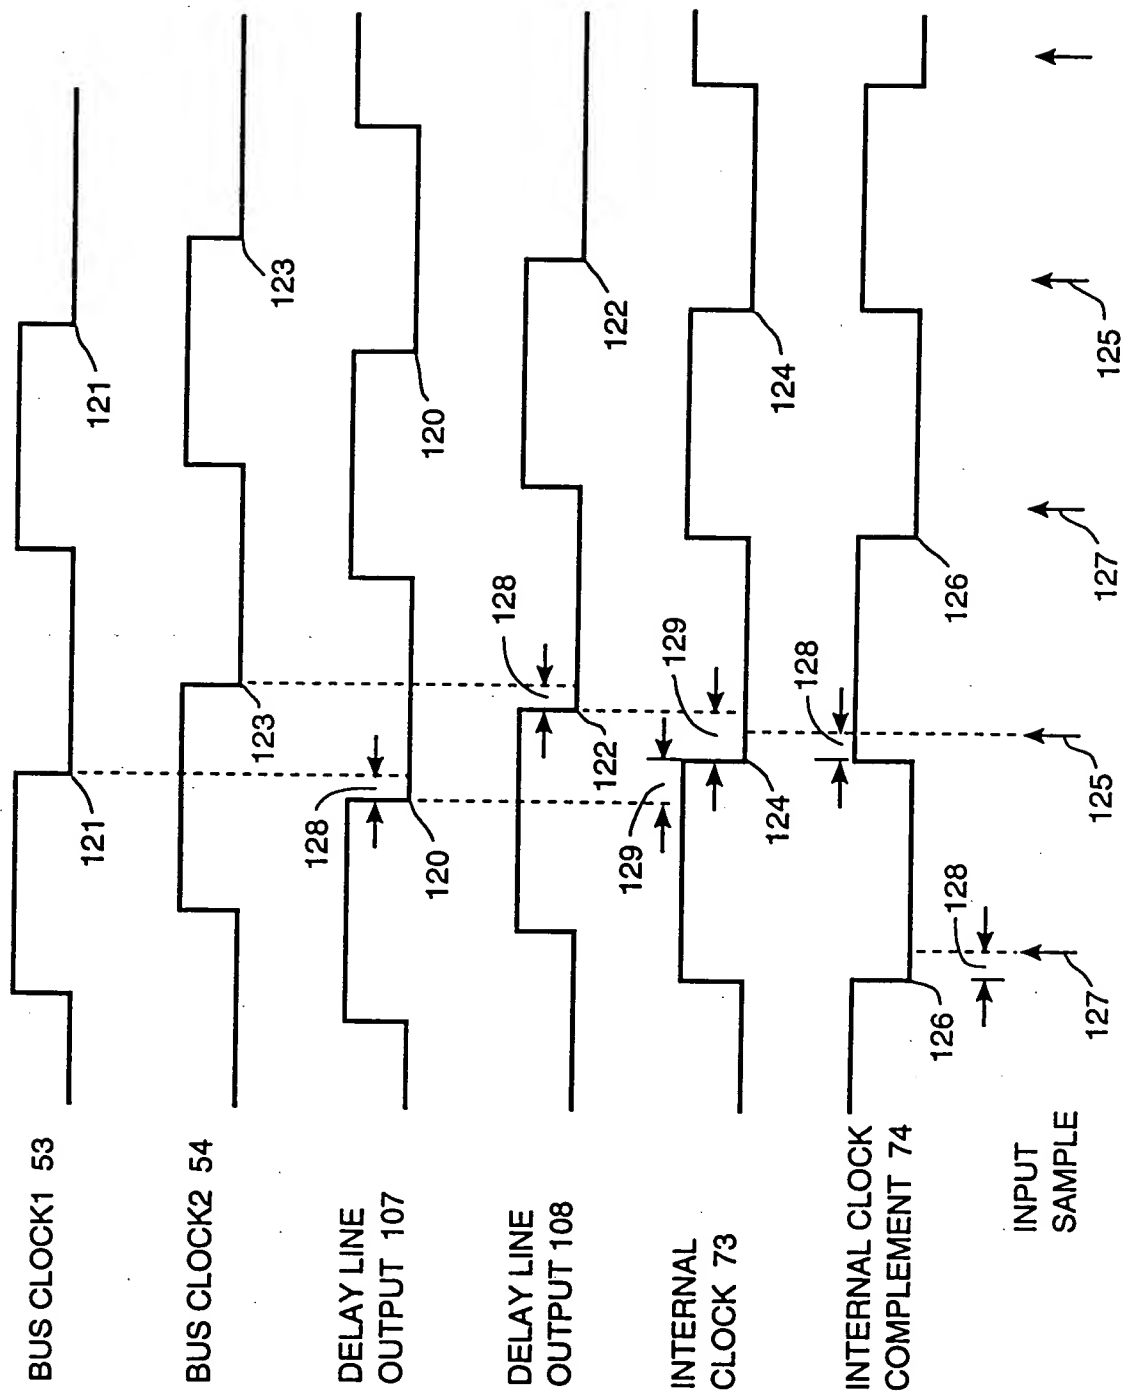 BUS CLOCK1 53
121
121
BUS CLOCK2 54
123
123
DELAY LINE
OUTPUT 107
128
120
120
DELAY LINE
OUTPUT 108
128
122
122
INTERNAL
CLOCK 73
129
129
124
124
INTERNAL CLOCK
COMPLEMENT 74
128
126
128
126
INPUT
SAMPLE
127
125
127
125